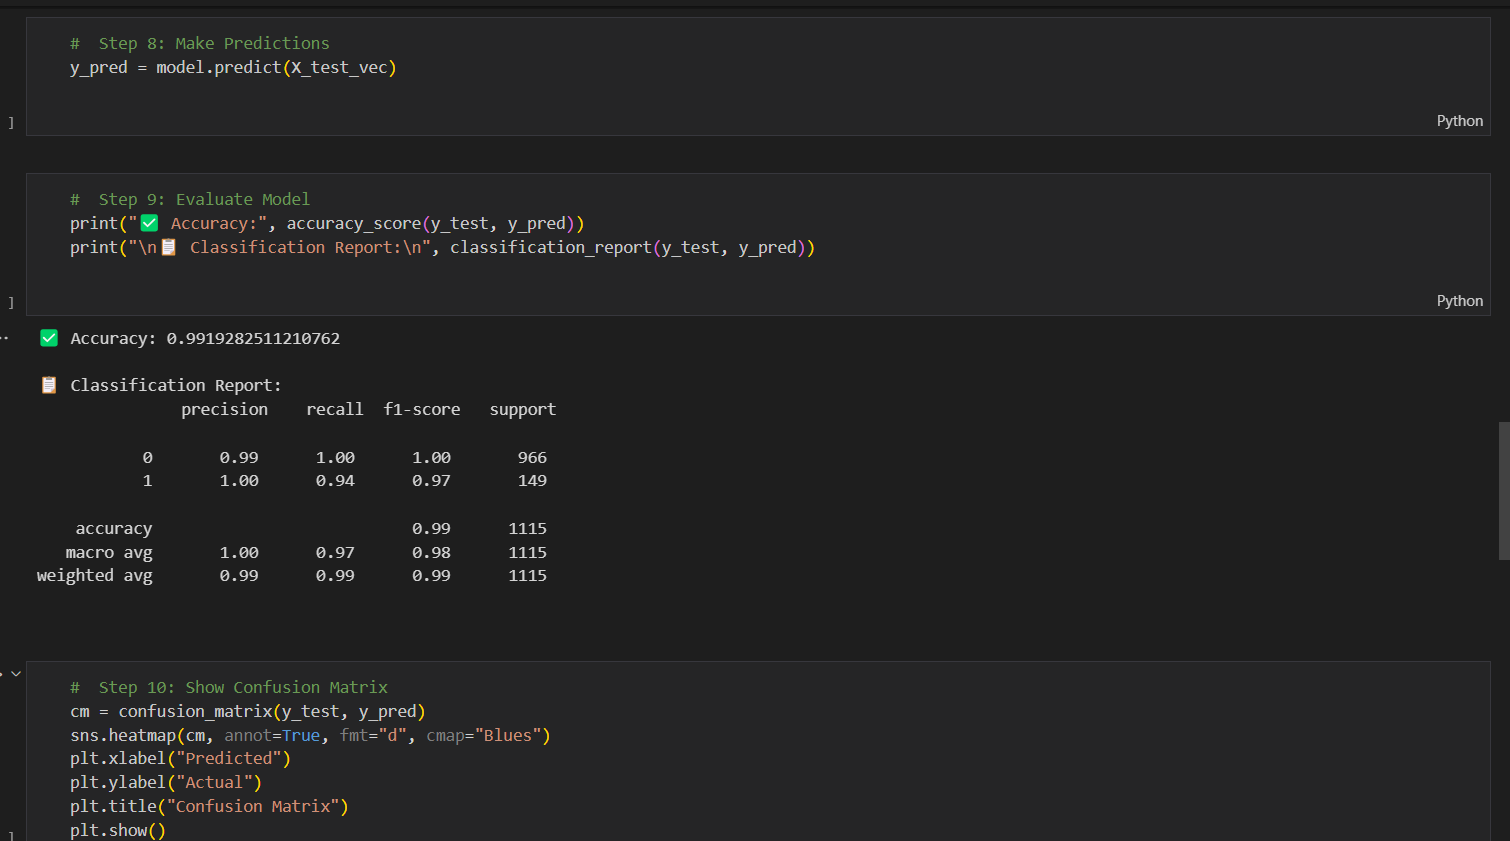 #  Step 8: Make Predictions
y_pred = model.predict(X_test_vec)
]
Python
#  Step 9: Evaluate Model
print("✅ Accuracy:", accuracy_score(y_test, y_pred))
print("\n📋 Classification Report:\n", classification_report(y_test, y_pred))
]
Python
✅ Accuracy: 0.9919282511210762
📋 Classification Report:
precision recall f1-score support
0 0.99 1.00 1.00 966
1 1.00 0.94 0.97 149
accuracy 0.99 1115
macro avg 1.00 0.97 0.98 1115
weighted avg 0.99 0.99 0.99 1115
#  Step 10: Show Confusion Matrix
cm = confusion_matrix(y_test, y_pred)
sns.heatmap(cm, annot=True, fmt="d", cmap="Blues")
plt.xlabel("Predicted")
plt.ylabel("Actual")
plt.title("Confusion Matrix")
plt.show()
]